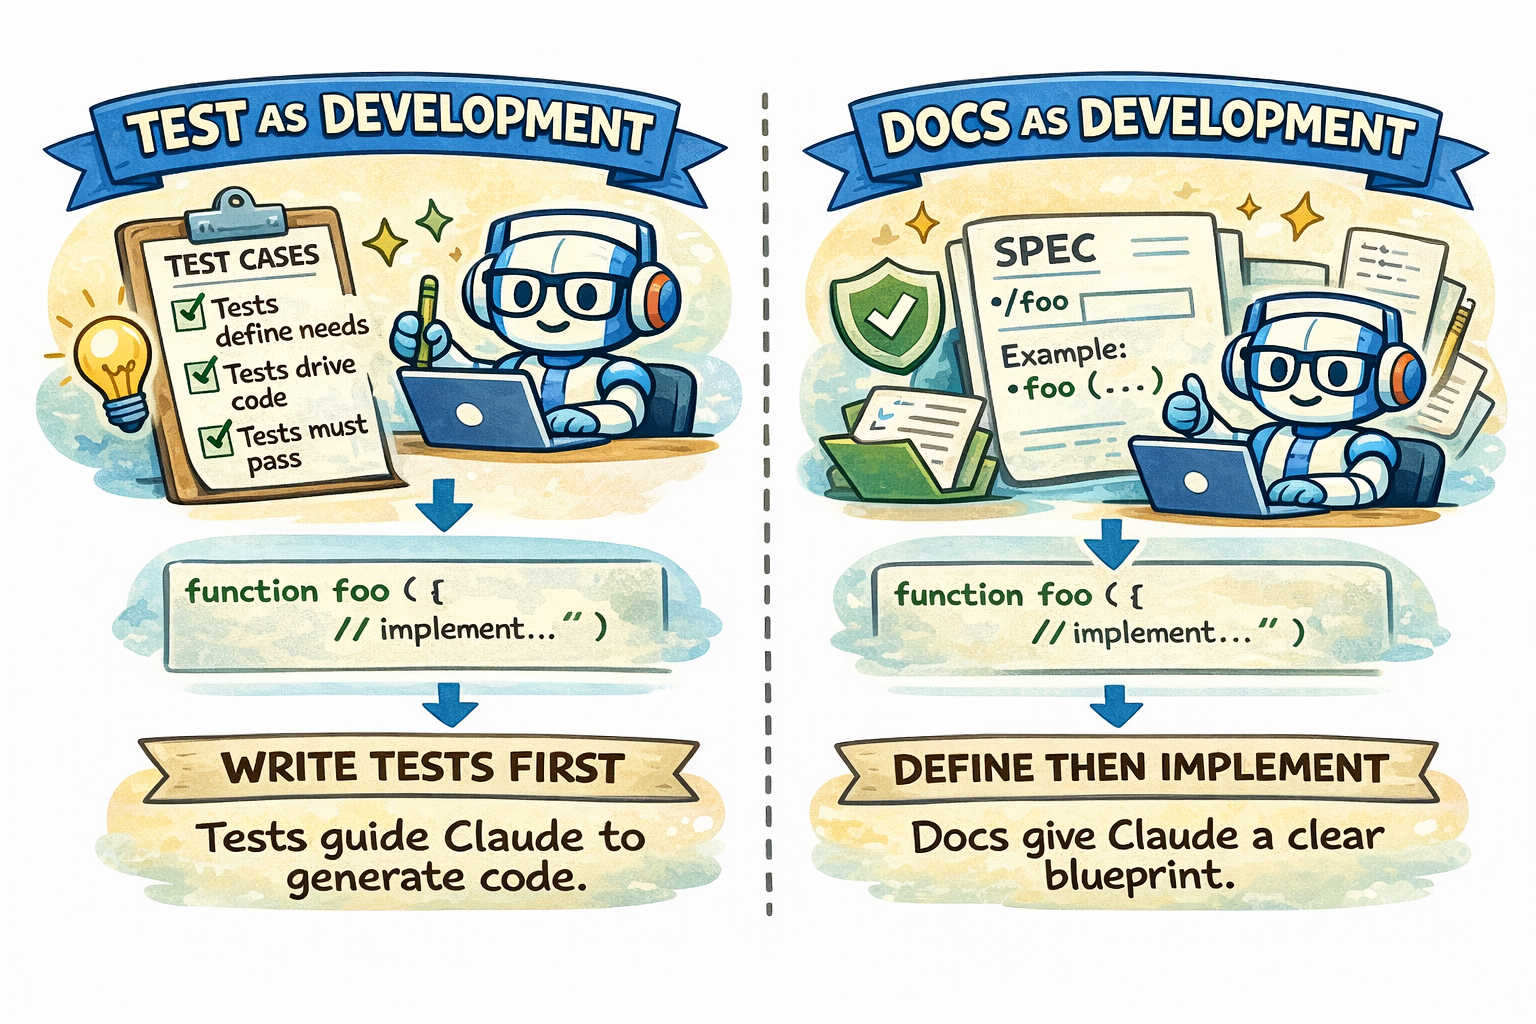 TEST AS DEVELOPMENT
TEST CASES
Tests
define needs
Tests drive
code
Tests must
pass
function foo ( {
// implement... " )
WRITE TESTS FIRST
Tests guide Claude to
generate code.
DOCS AS DEVELOPMENT
SPEC
•/foo
Example:
•foo (...)
function foo ( {
// implement... " )
DEFINE THEN IMPLEMENT
Docs give Claude a clear
blueprint.